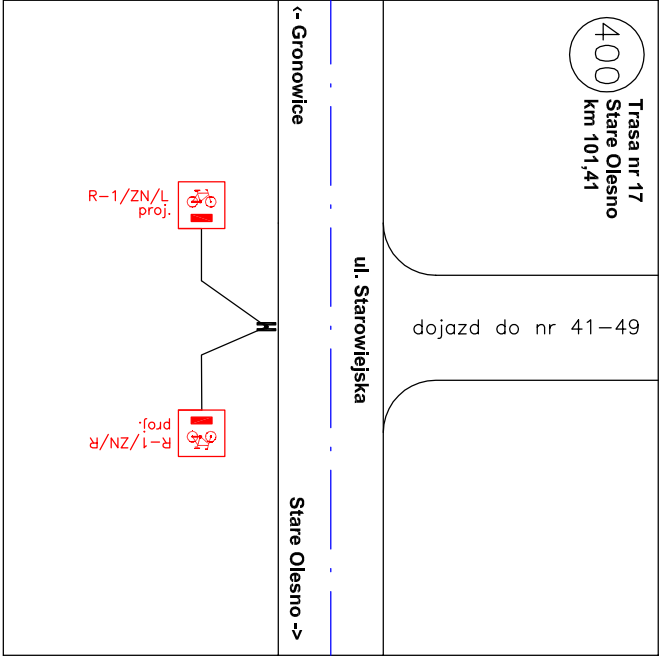 400
Trasa nr 17
Stare Olesno
km 101,41
dojazd do nr 41-49
ul. Starowiejska
<- Gronowice
Stare Olesno ->
R-1/ZN/L
proj.
R-1/ZN/R
proj.